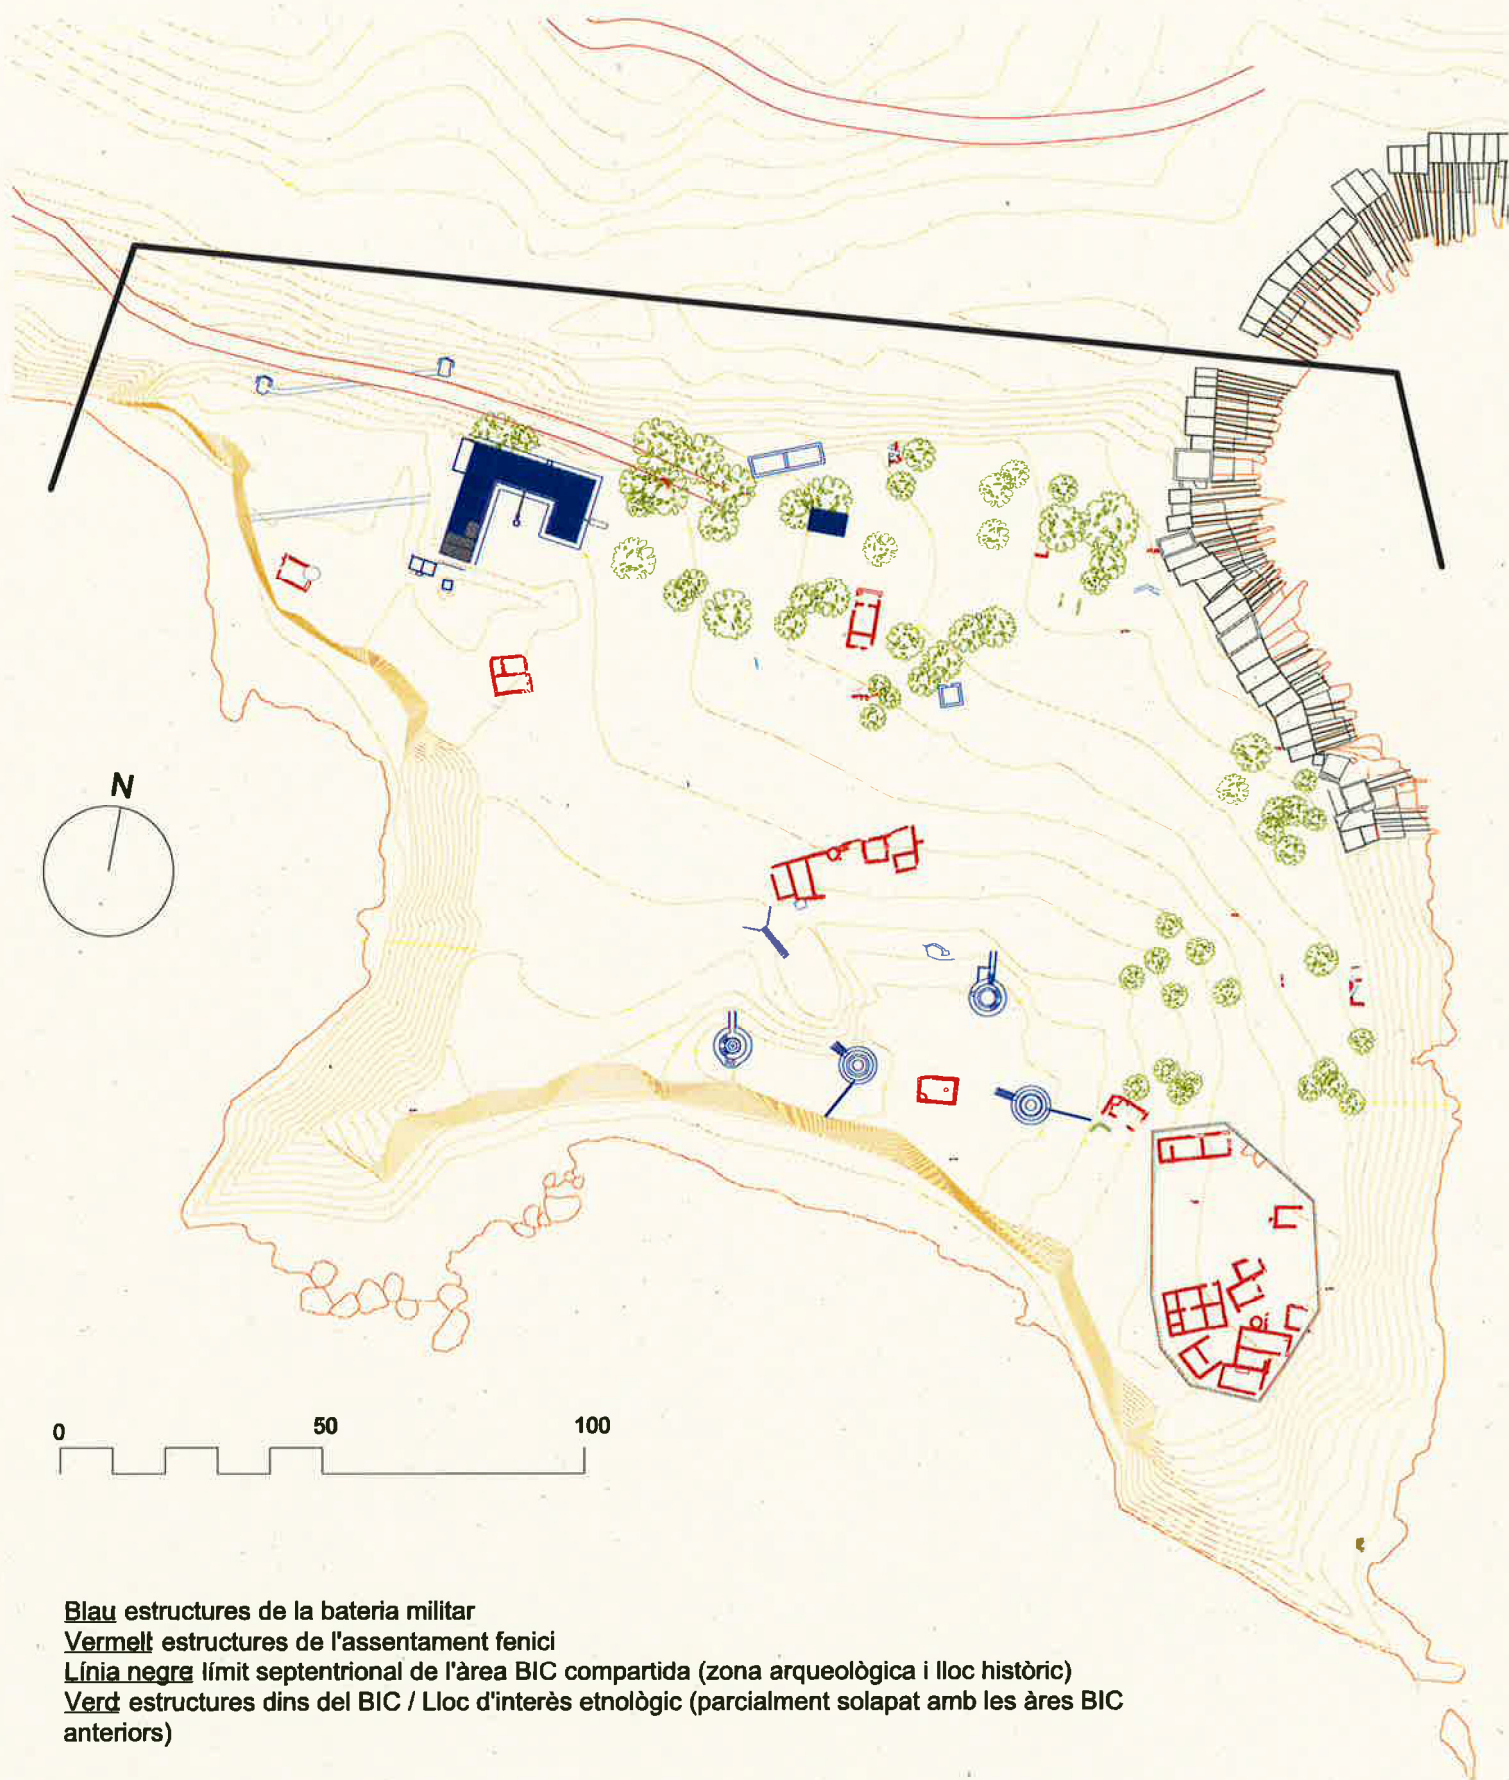 N
0 50 100
Blau estructures de la bateria militar
Vermell estructures de l'assentament fenici
Línia negre límit septentrional de l'àrea BIC compartida (zona arqueològica i lloc històric)
Verd estructures dins del BIC / Lloc d'interès etnològic (parcialment solapat amb les àres BIC
anteriors)